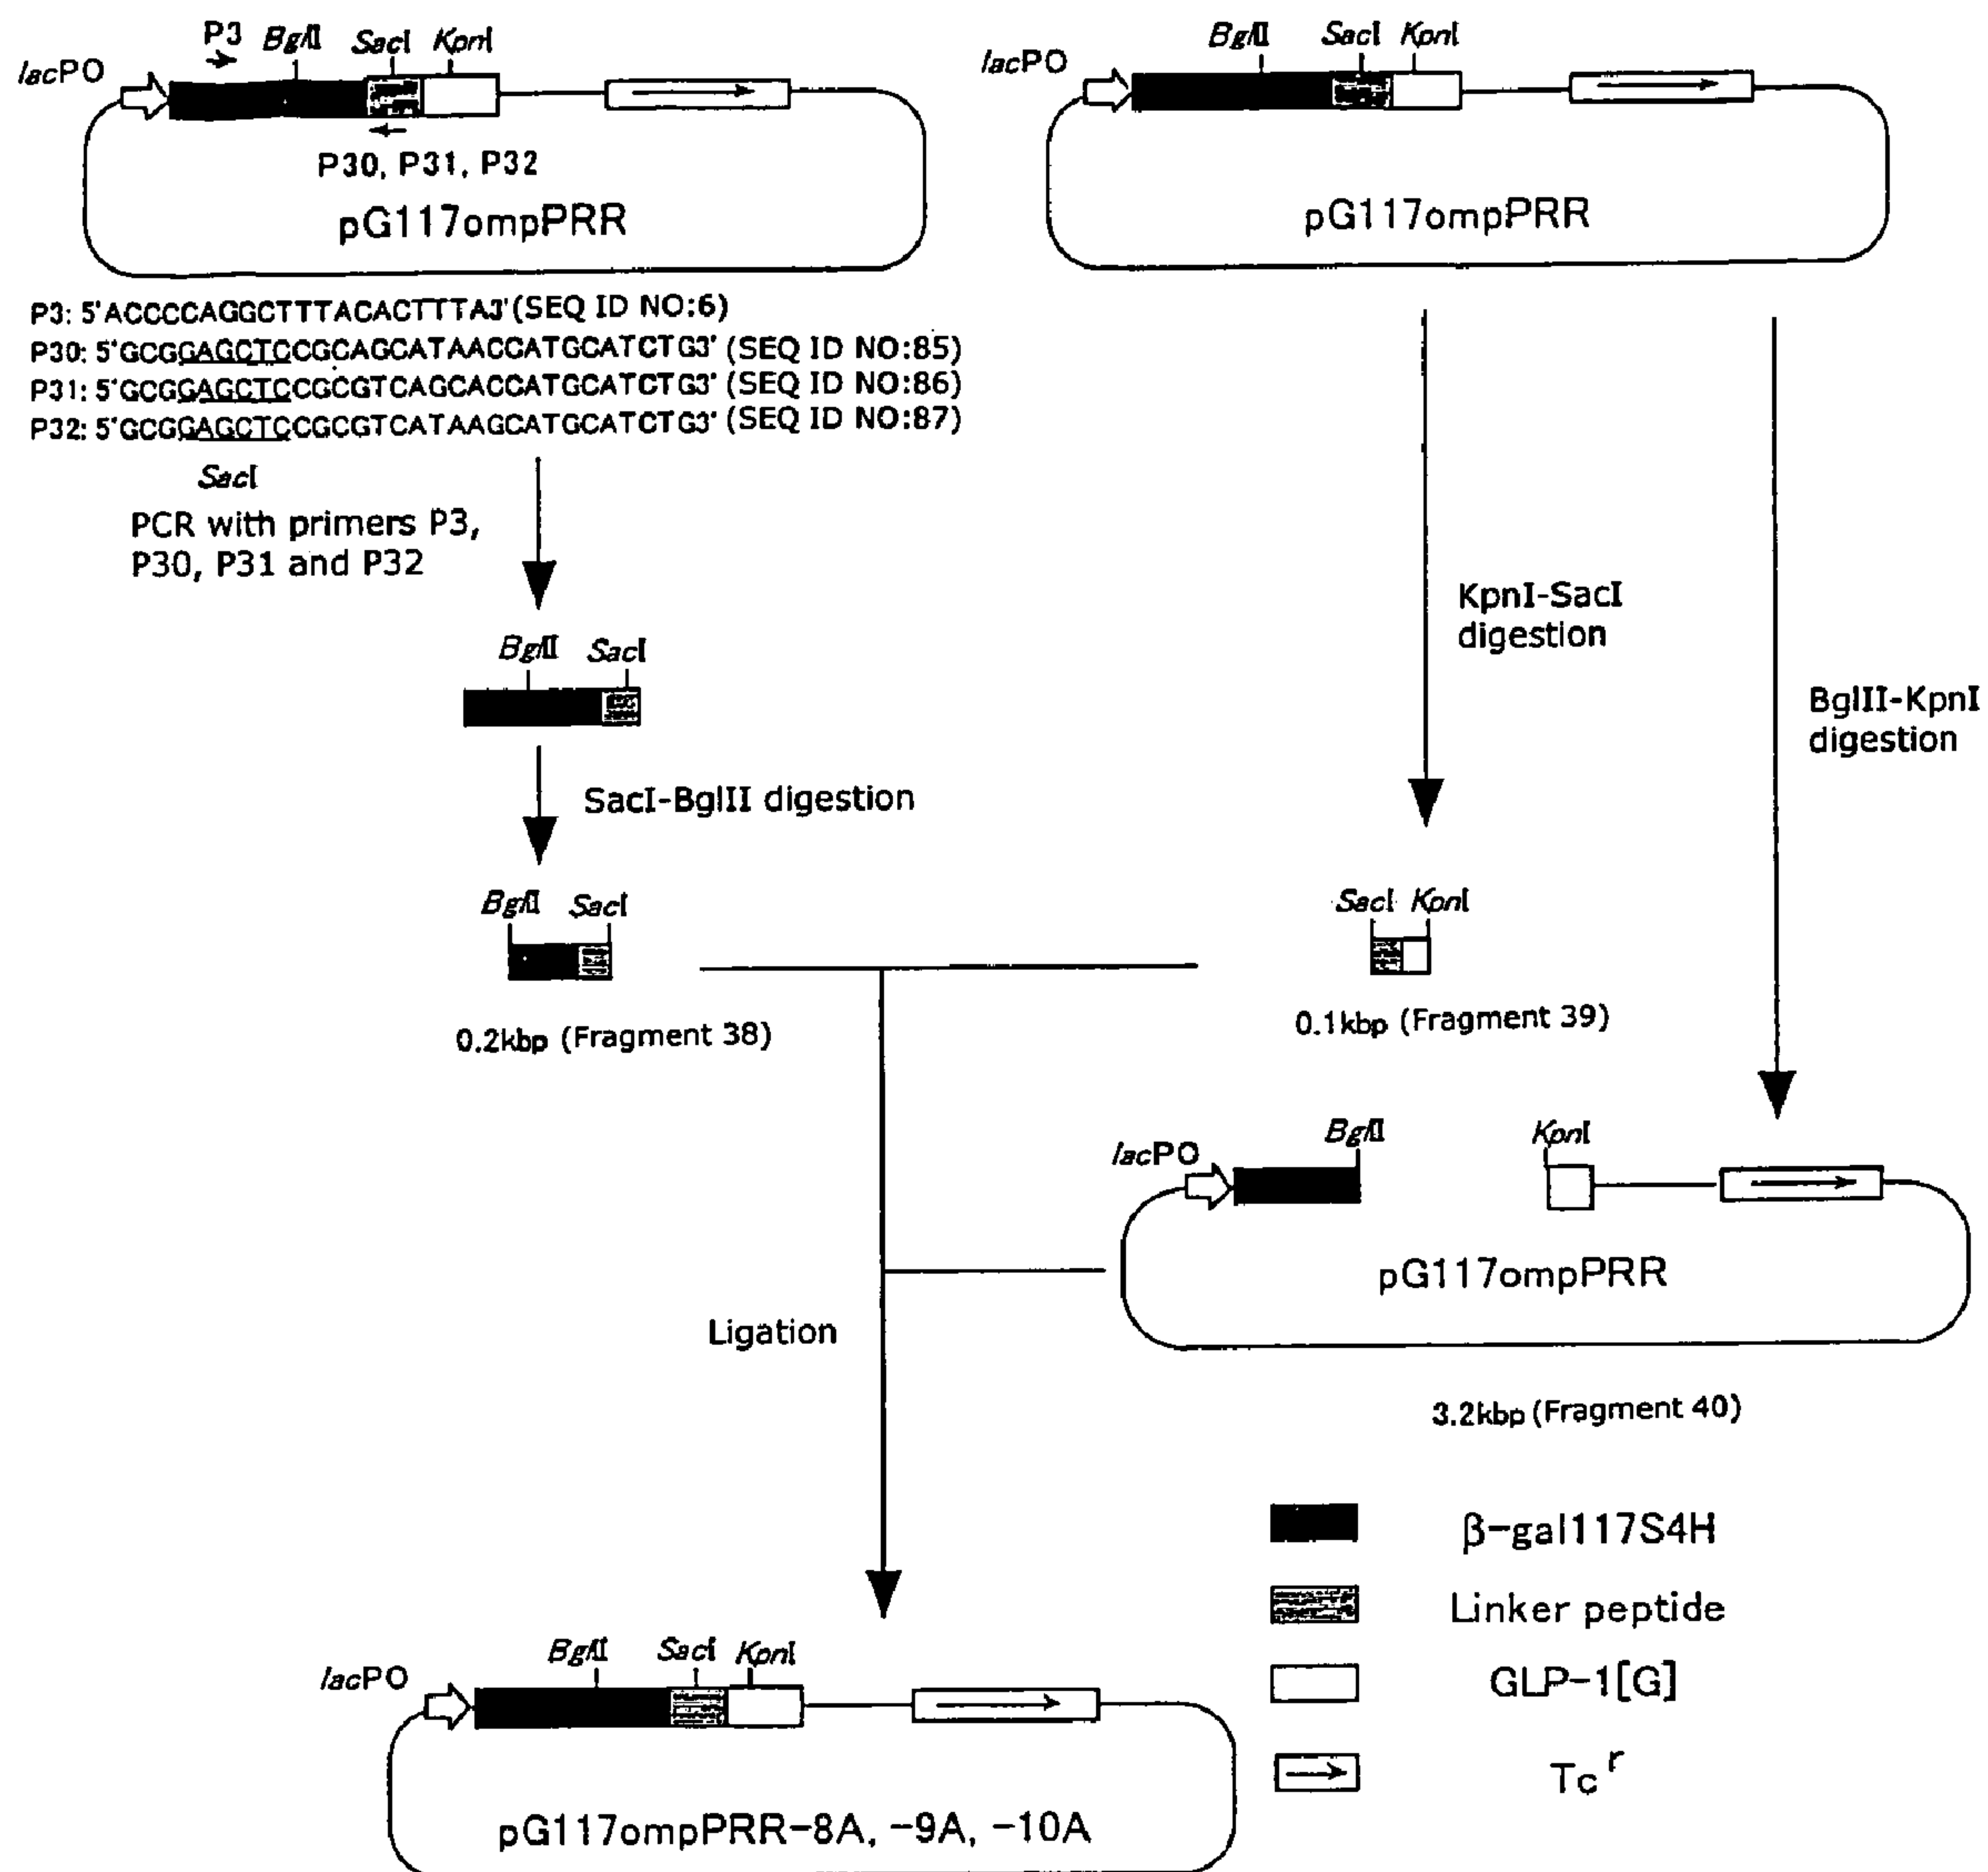 P3 BglII SacI KpnI
lacPO
P30, P31, P32
pG117ompPRR
BglII SacI KpnI
lacPO
pG117ompPRR
P3: 5'ACCCCAGGCTTTACACTTTA3' (SEQ ID NO:6)
P30: 5'GCGGAGCTCCGCAGCATAACCATGCATCTG3' (SEQ ID NO:85)
P31: 5'GCGGAGCTCCGCGTCAGCACCATGCATCTG3' (SEQ ID NO:86)
P32: 5'GCGGAGCTCCGCGTCATAAGCATGCATCTG3' (SEQ ID NO:87)
SacI
PCR with primers P3,
P30, P31 and P32
KpnI-SacI
digestion
BglII SacI
BglII-KpnI
digestion
SacI-BglII digestion
BglII SacI
SacI KpnI
0.2kbp (Fragment 38)
0.1kbp (Fragment 39)
BglII KpnI
lacPO
pG117ompPRR
Ligation
3.2kbp (Fragment 40)
β-gal117S4H
Linker peptide
BglII SacI KpnI
lacPO
GLP-1[G]
Tc r
pG117ompPRR-8A, -9A, -10A